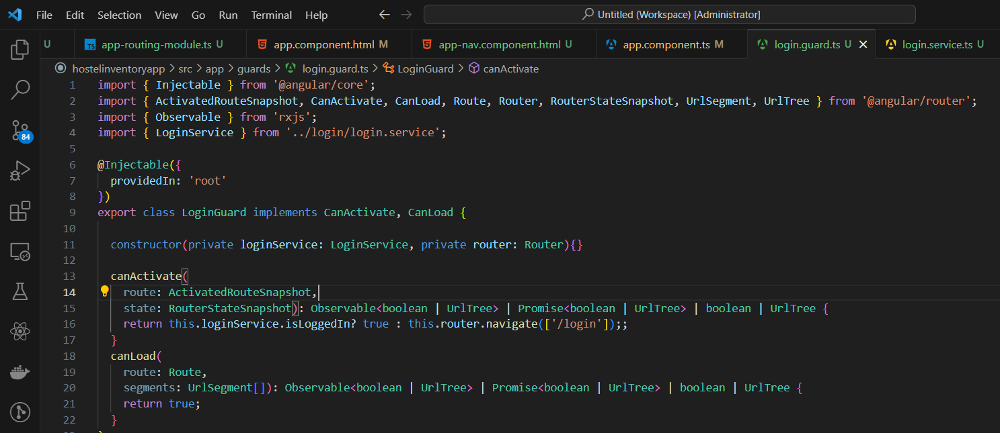 File Edit Selection View Go Run Terminal Help Untitled (Workspace) [Administrator]
U TS app-routing-module.ts U app.component.html M app-nav.component.html U app.component.ts M login.guard.ts U login.service.ts U
hostelinventoryapp > src > app > guards > login.guard.ts > LoginGuard > canActivate
1 import { Injectable } from '@angular/core';
2 import { ActivatedRouteSnapshot, CanActivate, CanLoad, Route, Router, RouterStateSnapshot, UrlSegment, UrlTree } from '@angular/router';
3 import { Observable } from 'rxjs';
4 import { LoginService } from '../login/login.service';
5
6 @Injectable({
7 providedIn: 'root'
8 })
9 export class LoginGuard implements CanActivate, CanLoad {
10
11 constructor(private loginService: LoginService, private router: Router){}
12
13 canActivate(
14 route: ActivatedRouteSnapshot,
15 state: RouterStateSnapshot): Observable<boolean | UrlTree> | Promise<boolean | UrlTree> | boolean | UrlTree {
16 return this.loginService.isLoggedIn? true : this.router.navigate(['/login']);;
17 }
18 canLoad(
19 route: Route,
20 segments: UrlSegment[]): Observable<boolean | UrlTree> | Promise<boolean | UrlTree> | boolean | UrlTree {
21 return true;
22 }
84